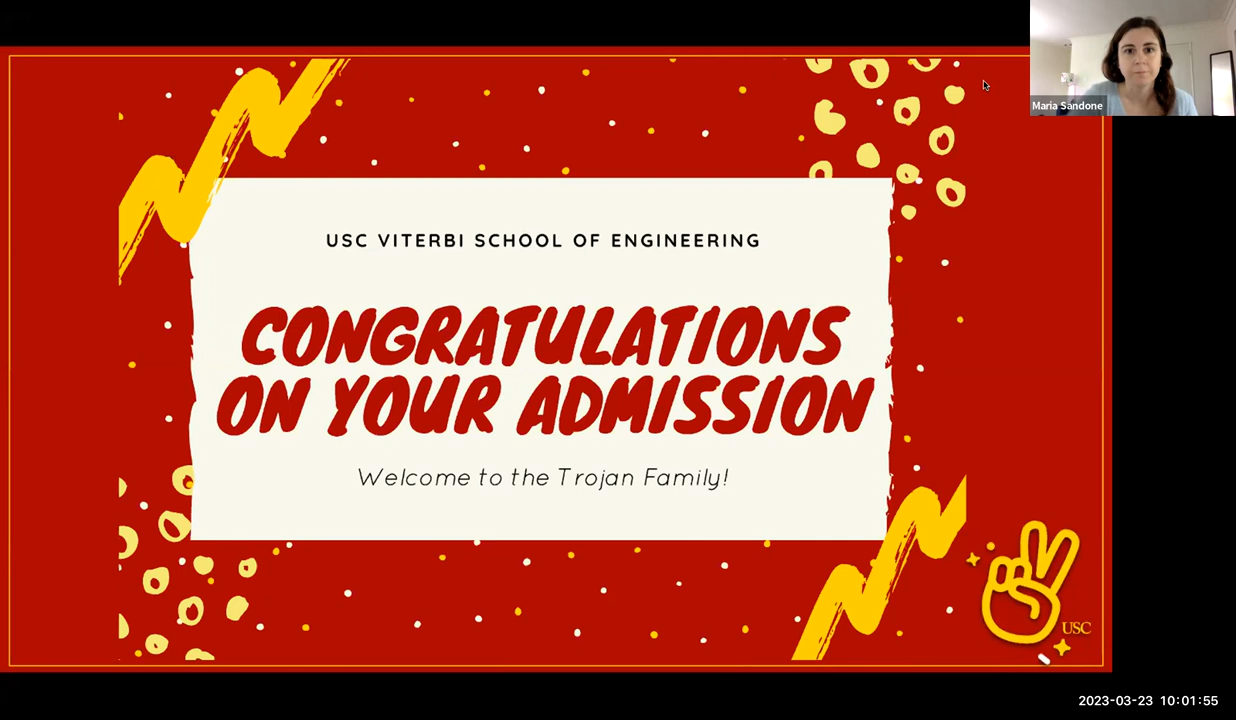 Maria Sandone
USC VITERBI SCHOOL OF ENGINEERING
CONGRATULATIONS
ON YOUR ADMISSION
Welcome to the Trojan Family!
USC
2023-03-23 10:01:55